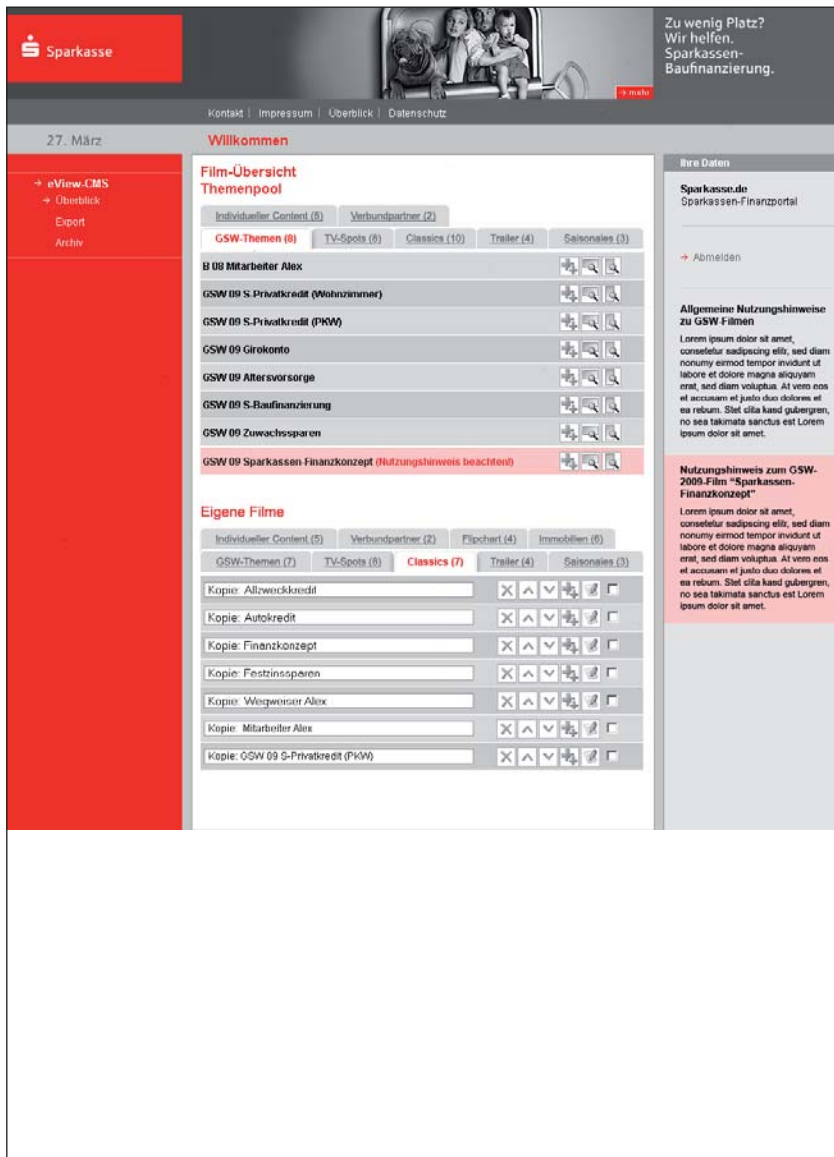 Sparkasse
Zu wenig Platz?
Wir helfen.
Sparkassen-
Baufinanzierung.
→ mehr
Kontakt | Impressum | Überblick | Datenschutz
27. März
Willkommen
→ eView-CMS
→ Überblick
Export
Archiv
Film-Übersicht
Themenpool
Individueller Content (5) Verbundpartner (2)
GSW-Themen (8) TV-Spots (6) Classics (10) Trailer (4) Saisonales (3)
B 08 Mitarbeiter Alex
GSW 09 S-Privatkredit (Wohnzimmer)
GSW 09 S-Privatkredit (PKW)
GSW 09 Girokonto
GSW 09 Altersvorsorge
GSW 09 S-Baufinanzierung
GSW 09 Zuwachssparen
GSW 09 Sparkassen-Finanzkonzept (Nutzungshinweis beachten!)
Eigene Filme
Individueller Content (5) Verbundpartner (2) Flipchart (4) Immobilien (6)
GSW-Themen (7) TV-Spots (6) Classics (7) Trailer (4) Saisonales (3)
Kopie: Allzweckkredit
Kopie: Autokredit
Kopie: Finanzkonzept
Kopie: Festzinssparen
Kopie: Wegweiser Alex
Kopie: Mitarbeiter Alex
Kopie: GSW 09 S-Privatkredit (PKW)
Ihre Daten
Sparkasse.de
Sparkassen-Finanzportal
→ Abmelden
Allgemeine Nutzungshinweise
zu GSW-Filmen
Lorem ipsum dolor sit amet,
consetetur sadipscing elitr, sed diam
nonumy eirmod tempor invidunt ut
labore et dolore magna aliquyam
erat, sed diam voluptua. At vero eos
et accusam et justo duo dolores et
ea rebum. Stet clita kasd gubergren,
no sea takimata sanctus est Lorem
ipsum dolor sit amet.
Nutzungshinweis zum GSW-
2009-Film "Sparkassen-
Finanzkonzept"
Lorem ipsum dolor sit amet,
consetetur sadipscing elitr, sed diam
nonumy eirmod tempor invidunt ut
labore et dolore magna aliquyam
erat, sed diam voluptua. At vero eos
et accusam et justo duo dolores et
ea rebum. Stet clita kasd gubergren,
no sea takimata sanctus est Lorem
ipsum dolor sit amet.